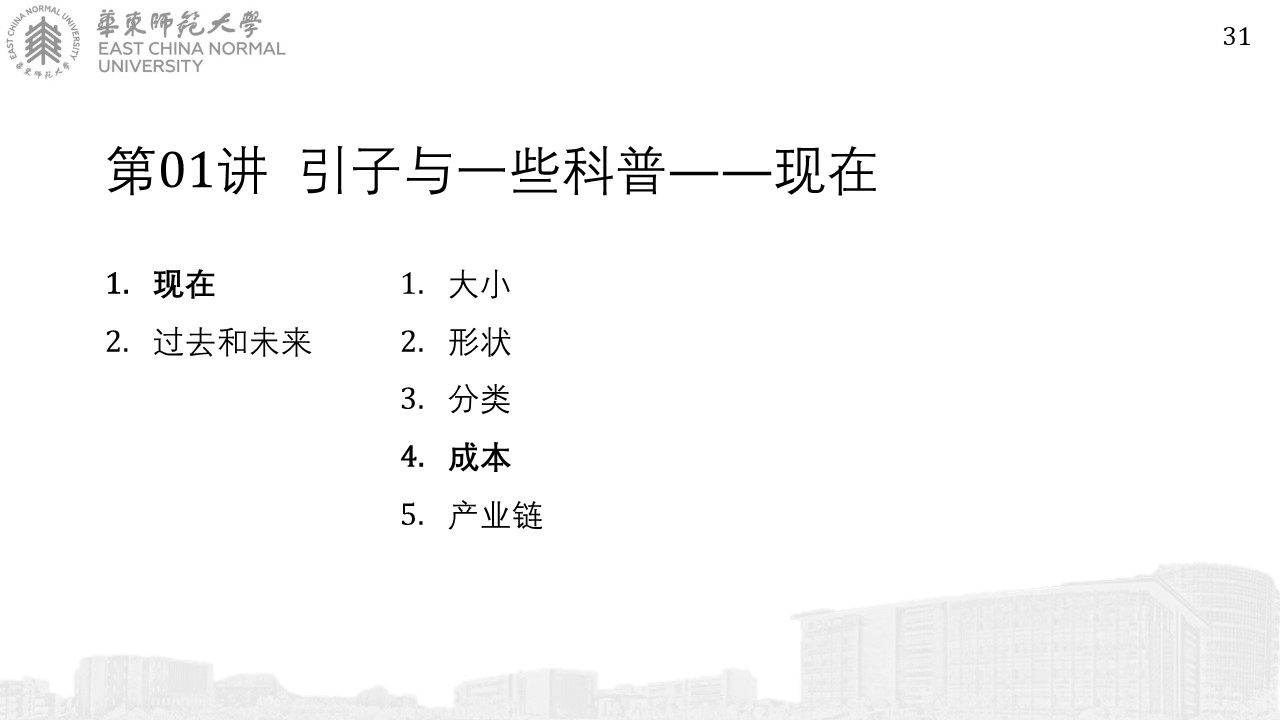 EAST CHINA NORMAL UNIVERSITY
華東師范大學
華東師范大學
EAST CHINA NORMAL
UNIVERSITY
31
第01讲 引子与一些科普——现在
1. 现在
2. 过去和未来
1. 大小
2. 形状
3. 分类
4. 成本
5. 产业链